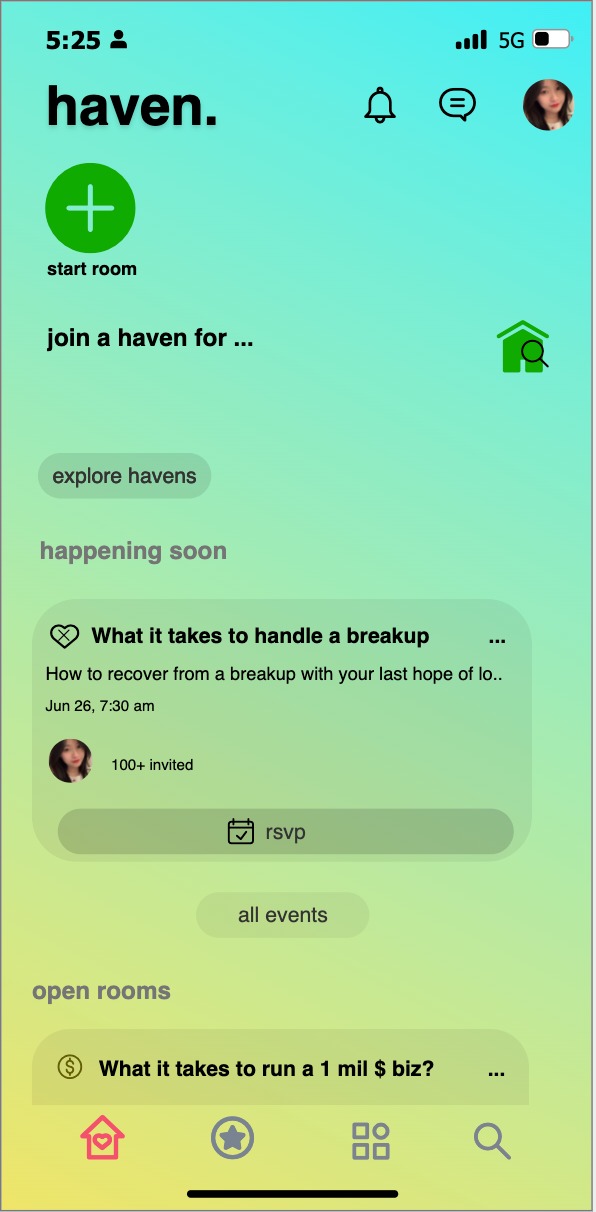 5:25
5G
haven.
start room
join a haven for ...
explore havens
happening soon
What it takes to handle a breakup ...
How to recover from a breakup with your last hope of lo..
Jun 26, 7:30 am
100+ invited
rsvp
all events
open rooms
$ What it takes to run a 1 mil $ biz? ...